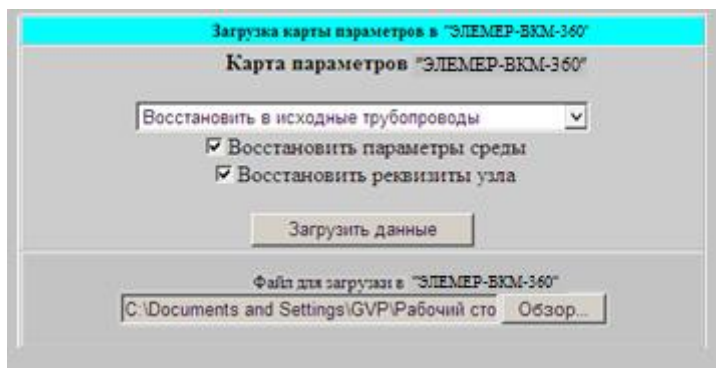 Загрузка карты параметров в "ЭЛЕМЕР-ВКМ-360"
Карта параметров "ЭЛЕМЕР-ВКМ-360"
Восстановить в исходные трубопроводы
Восстановить параметры среды
Восстановить реквизиты узла
Загрузить данные
Файл для загрузки в "ЭЛЕМЕР-ВКМ-360"
C:\Documents and Settings\GVP\Рабочий сто Обзор...